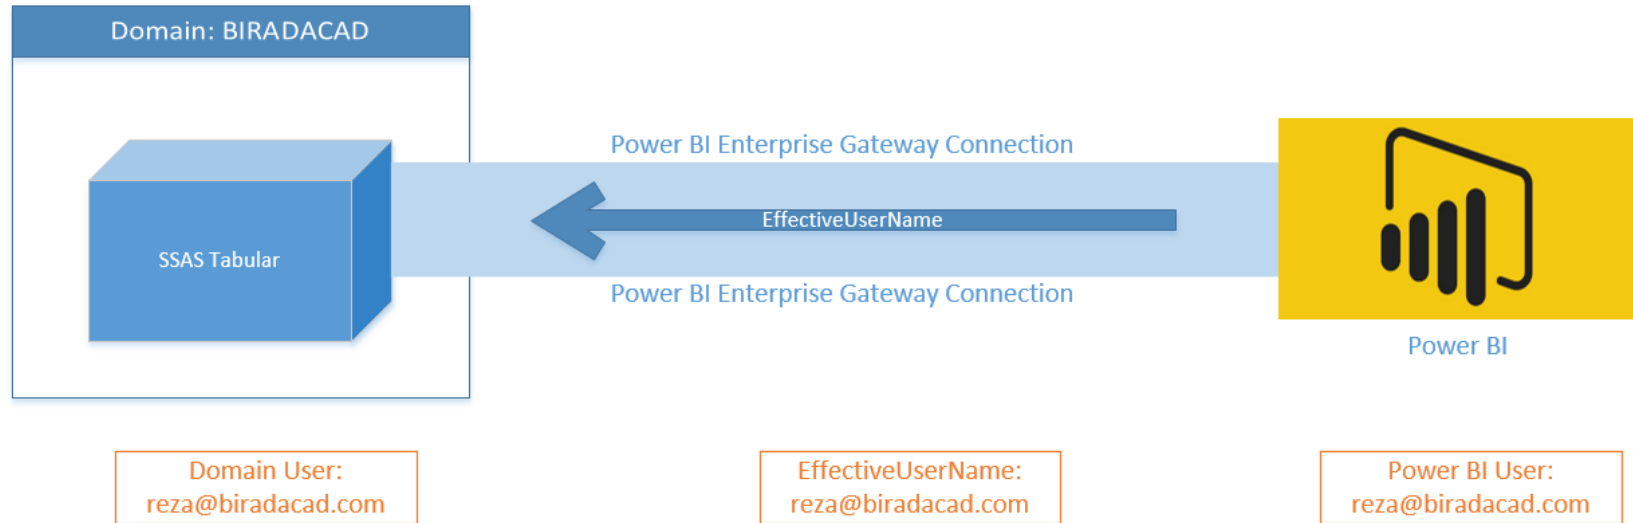 Domain: BIRADACAD
Power BI Enterprise Gateway Connection
EffectiveUserName
SSAS Tabular
Power BI Enterprise Gateway Connection
Power BI
Domain User:
reza@biradacad.com
EffectiveUserName:
reza@biradacad.com
Power BI User:
reza@biradacad.com